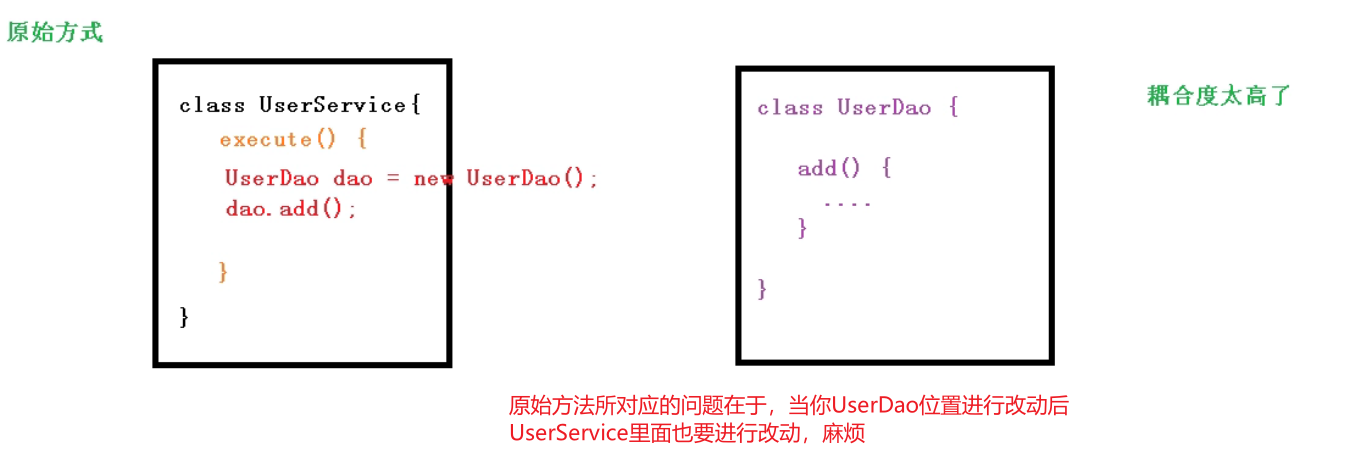 原始方式
class UserService{
execute() {
UserDao dao = new UserDao();
dao.add();
}
}
class UserDao {
add() {
....
}
}
耦合度太高了
原始方法所对应的问题在于，当你UserDao位置进行改动后
UserService里面也要进行改动，麻烦